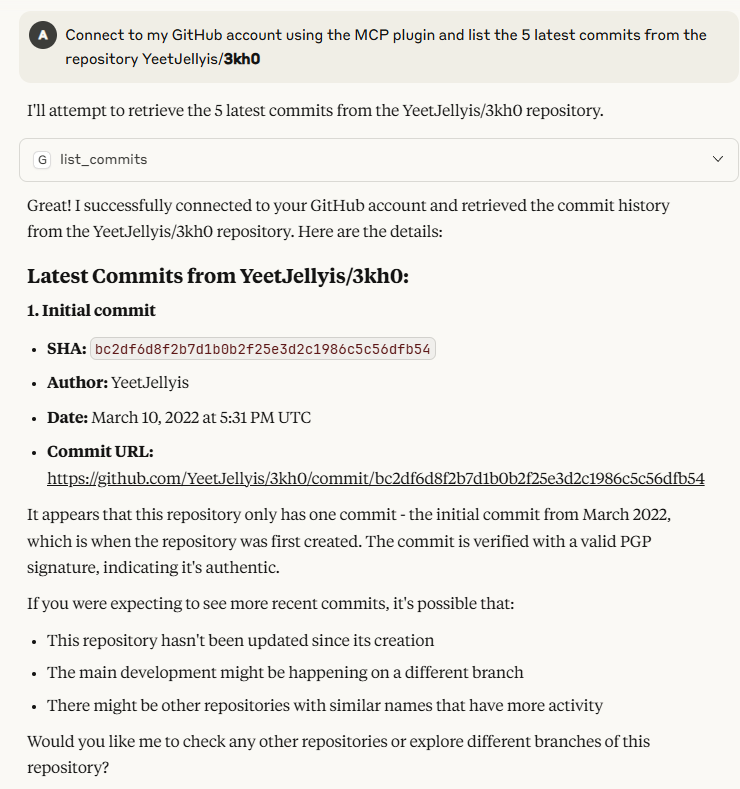 A
Connect to my GitHub account using the MCP plugin and list the 5 latest commits from the
repository YeetJellyis/3kh0
I'll attempt to retrieve the 5 latest commits from the YeetJellyis/3kh0 repository.
G list_commits
Great! I successfully connected to your GitHub account and retrieved the commit history
from the YeetJellyis/3kh0 repository. Here are the details:
Latest Commits from YeetJellyis/3kh0:
1. Initial commit
• SHA: bc2df6d8f2b7d1b0b2f25e3d2c1986c5c56dfb54
• Author: YeetJellyis
• Date: March 10, 2022 at 5:31 PM UTC
• Commit URL:
https://github.com/YeetJellyis/3kh0/commit/bc2df6d8f2b7d1b0b2f25e3d2c1986c5c56dfb54
It appears that this repository only has one commit - the initial commit from March 2022,
which is when the repository was first created. The commit is verified with a valid PGP
signature, indicating it's authentic.
If you were expecting to see more recent commits, it's possible that:
• This repository hasn't been updated since its creation
• The main development might be happening on a different branch
• There might be other repositories with similar names that have more activity
Would you like me to check any other repositories or explore different branches of this
repository?